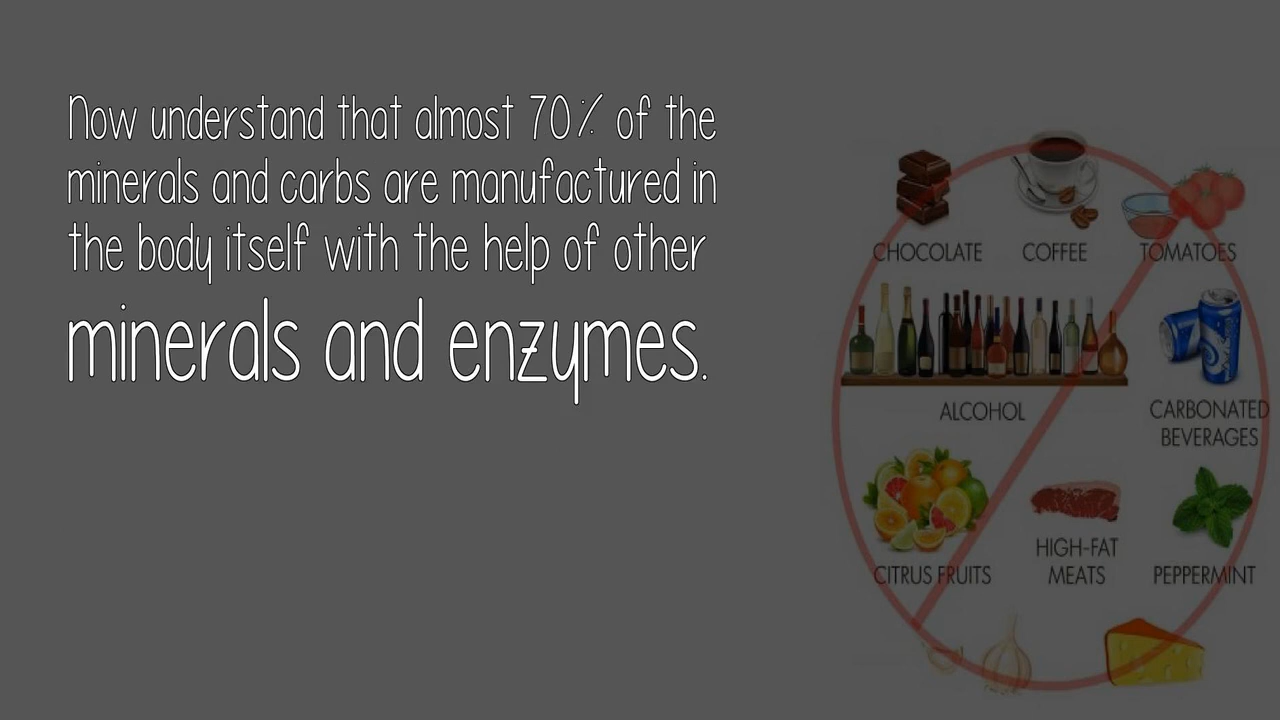 Now understand that almost 70% of the
minerals and carbs are manufactured in
the body itself with the help of other
minerals and enzymes.
CHOCOLATE COFFEE TOMATOES
ALCOHOL
CARBONATED
BEVERAGES
CITRUS FRUITS
HIGH-FAT
MEATS
PEPPERMINT